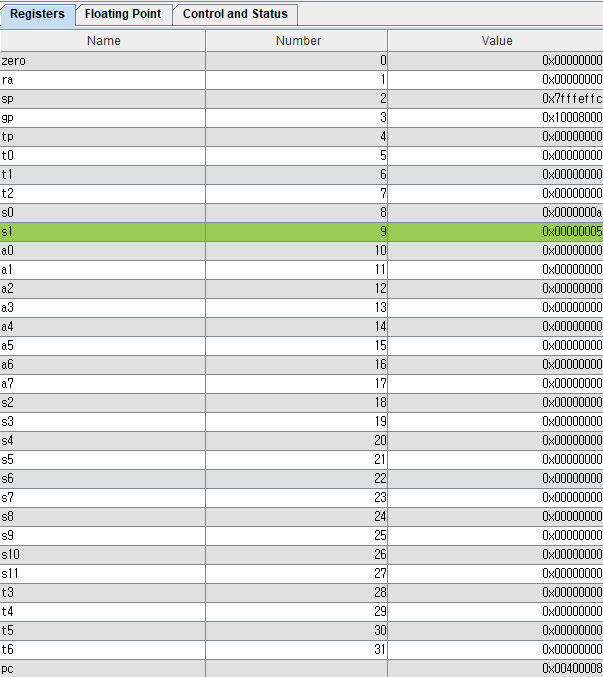 Registers Floating Point Control and Status
Name Number Value
zero 0 0x00000000
ra 1 0x00000000
sp 2 0x7fffeffc
gp 3 0x10008000
tp 4 0x00000000
t0 5 0x00000000
t1 6 0x00000000
t2 7 0x00000000
s0 8 0x0000000a
s1 9 0x00000005
a0 10 0x00000000
a1 11 0x00000000
a2 12 0x00000000
a3 13 0x00000000
a4 14 0x00000000
a5 15 0x00000000
a6 16 0x00000000
a7 17 0x00000000
s2 18 0x00000000
s3 19 0x00000000
s4 20 0x00000000
s5 21 0x00000000
s6 22 0x00000000
s7 23 0x00000000
s8 24 0x00000000
s9 25 0x00000000
s10 26 0x00000000
s11 27 0x00000000
t3 28 0x00000000
t4 29 0x00000000
t5 30 0x00000000
t6 31 0x00000000
pc 0x00400008